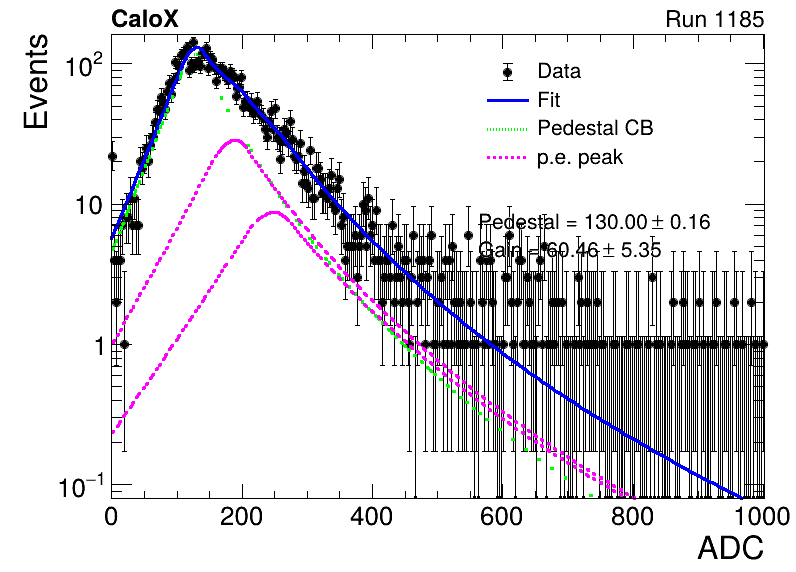 CaloX Run 1185
Events
10²
10
1
10⁻¹
Data
Fit
Pedestal CB
p.e. peak
Pedestal = 130.00 ± 0.16
Gain = 60.46 ± 5.35
0 200 400 600 800 1000
ADC